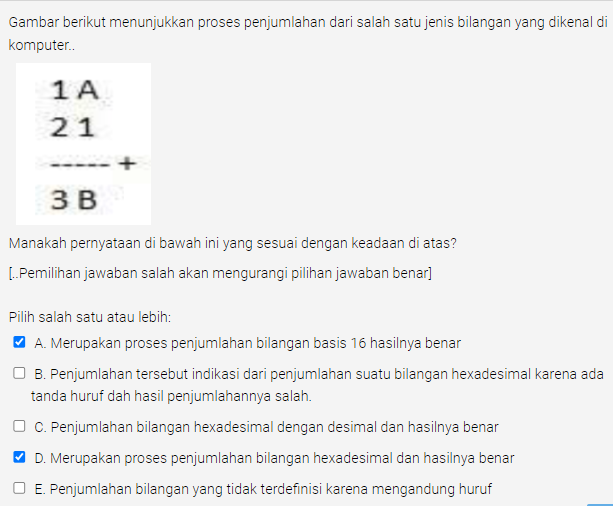 Gambar berikut menunjukkan proses penjumlahan dari salah satu jenis bilangan yang dikenal di
komputer..
1 A
2 1
----- +
3 B
Manakah pernyataan di bawah ini yang sesuai dengan keadaan di atas?
[..Pemilihan jawaban salah akan mengurangi pilihan jawaban benar]
Pilih salah satu atau lebih:
A. Merupakan proses penjumlahan bilangan basis 16 hasilnya benar
B. Penjumlahan tersebut indikasi dari penjumlahan suatu bilangan hexadesimal karena ada
tanda huruf dah hasil penjumlahannya salah.
C. Penjumlahan bilangan hexadesimal dengan desimal dan hasilnya benar
D. Merupakan proses penjumlahan bilangan hexadesimal dan hasilnya benar
E. Penjumlahan bilangan yang tidak terdefinisi karena mengandung huruf